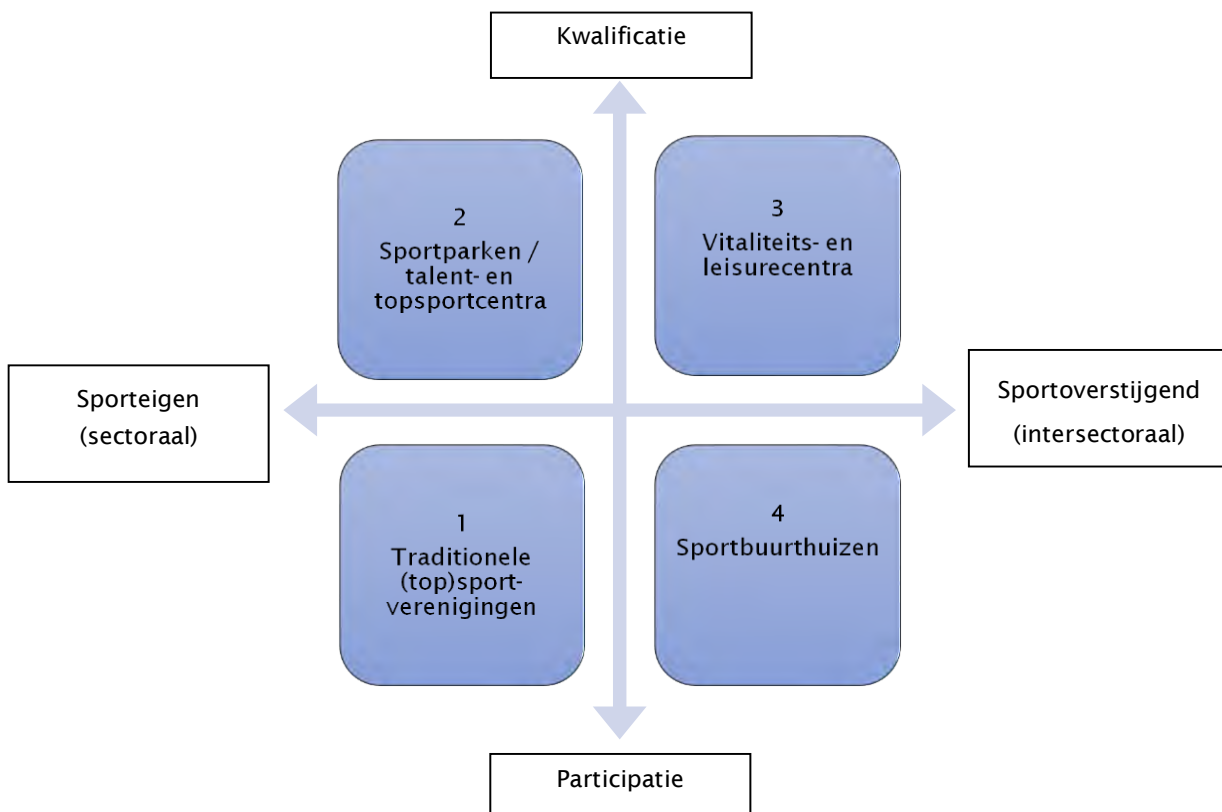 Kwalificatie
2
Sportparken /
talent- en
topsportcentra
3
Vitaliteits- en
leisurecentra
Sporteigen
(sectoraal)
Sportoverstijgend
(intersectoraal)
1
Traditionele
(top)sport-
verenigingen
4
Sportbuurthuizen
Participatie